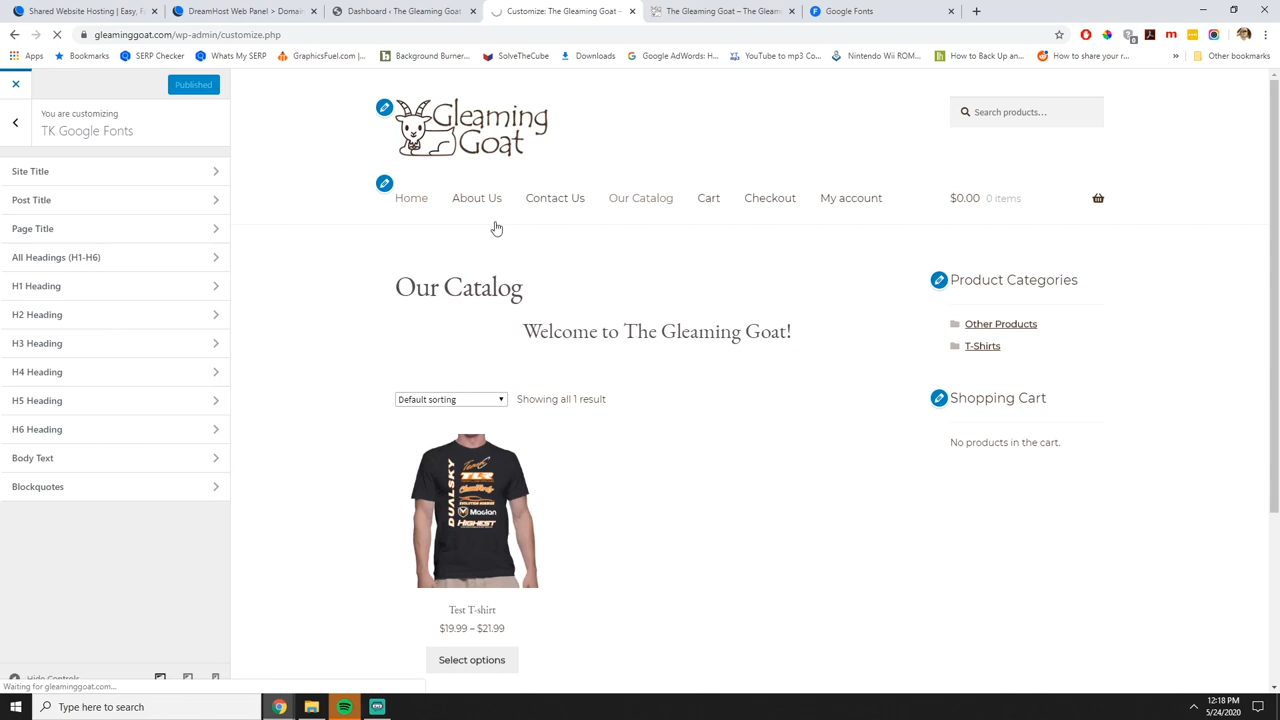 Shared Website Hosting | Easy, F
DreamHost Web Panel > Domain
Dashboard ‹ The Gleaming Goat
Customize: The Gleaming Goat –
The Gleaming Goat – The Gleam
Google Fonts
gleaminggoat.com/wp-admin/customize.php
Apps
Bookmarks
SERP Checker
Whats My SERP
GraphicsFuel.com -...
Background Burner...
SolveTheCube
Downloads
Google AdWords: K...
YouTube to mp3 Co...
Nintendo Wii ROM...
How to Back Up an...
How to share your r...
»
Other bookmarks
Published
You are customizing
TK Google Fonts
Site Title
Post Title
Page Title
All Headings (H1-H6)
H1 Heading
H2 Heading
H3 Heading
H4 Heading
H5 Heading
H6 Heading
Body Text
Blockquotes
Hide Controls
Waiting for gleaminggoat.com...
Gleaming
Goat
Search products...
Home
About Us
Contact Us
Our Catalog
Cart
Checkout
My account
$0.00 0 items
Our Catalog
Welcome to The Gleaming Goat!
Default sorting
Showing all 1 result
DUALSKY
TLR
Maclan
HIGHEST
Test T-shirt
$19.99 – $21.99
Select options
Product Categories
Other Products
T-Shirts
Shopping Cart
No products in the cart.
Type here to search
12:18 PM
5/24/2020